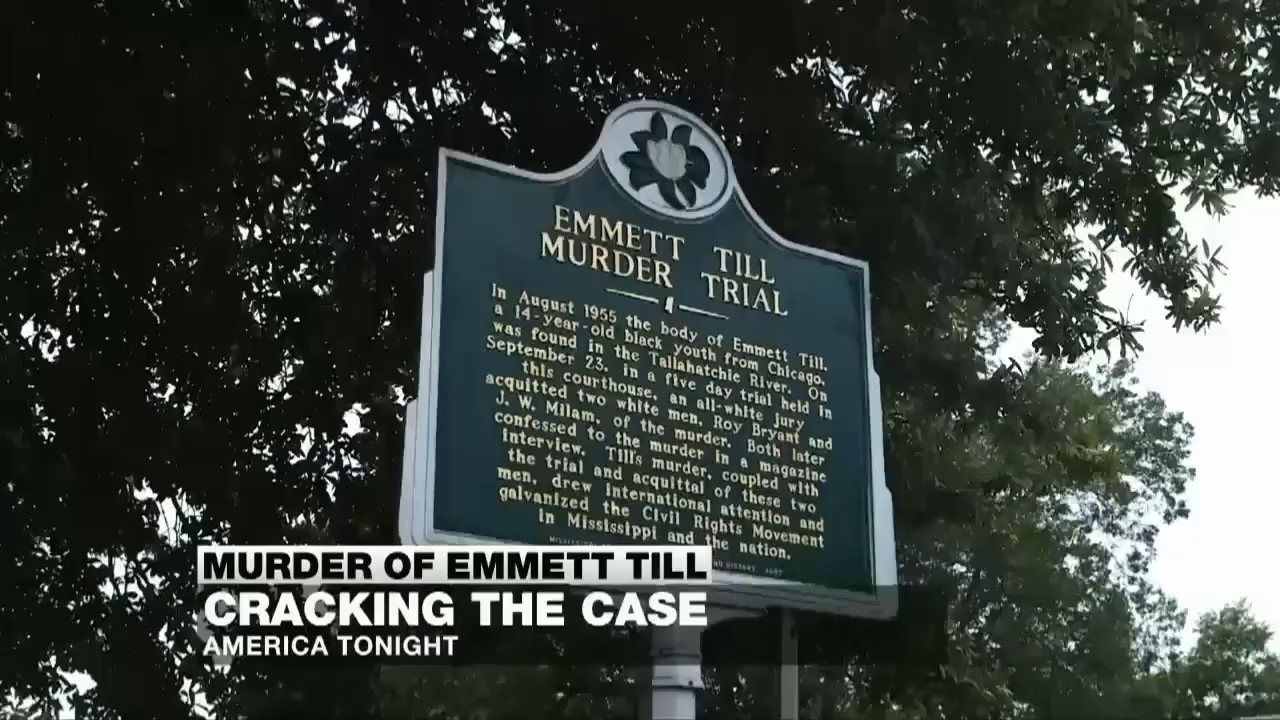 EMMETT TILL
MURDER TRIAL
In August 1955 the body of Emmett Till,
a 14-year-old black youth from Chicago,
was found in the Tallahatchie River. On
September 23, in a five day trial held in
this courthouse, an all-white jury
acquitted two white men, Roy Bryant and
J. W. Milam, of the murder. Both later
confessed to the murder in a magazine
interview. Till's murder, coupled with
the trial and acquittal of these two
men, drew international attention and
galvanized the Civil Rights Movement
in Mississippi and the nation.
MURDER OF EMMETT TILL
CRACKING THE CASE
AMERICA TONIGHT